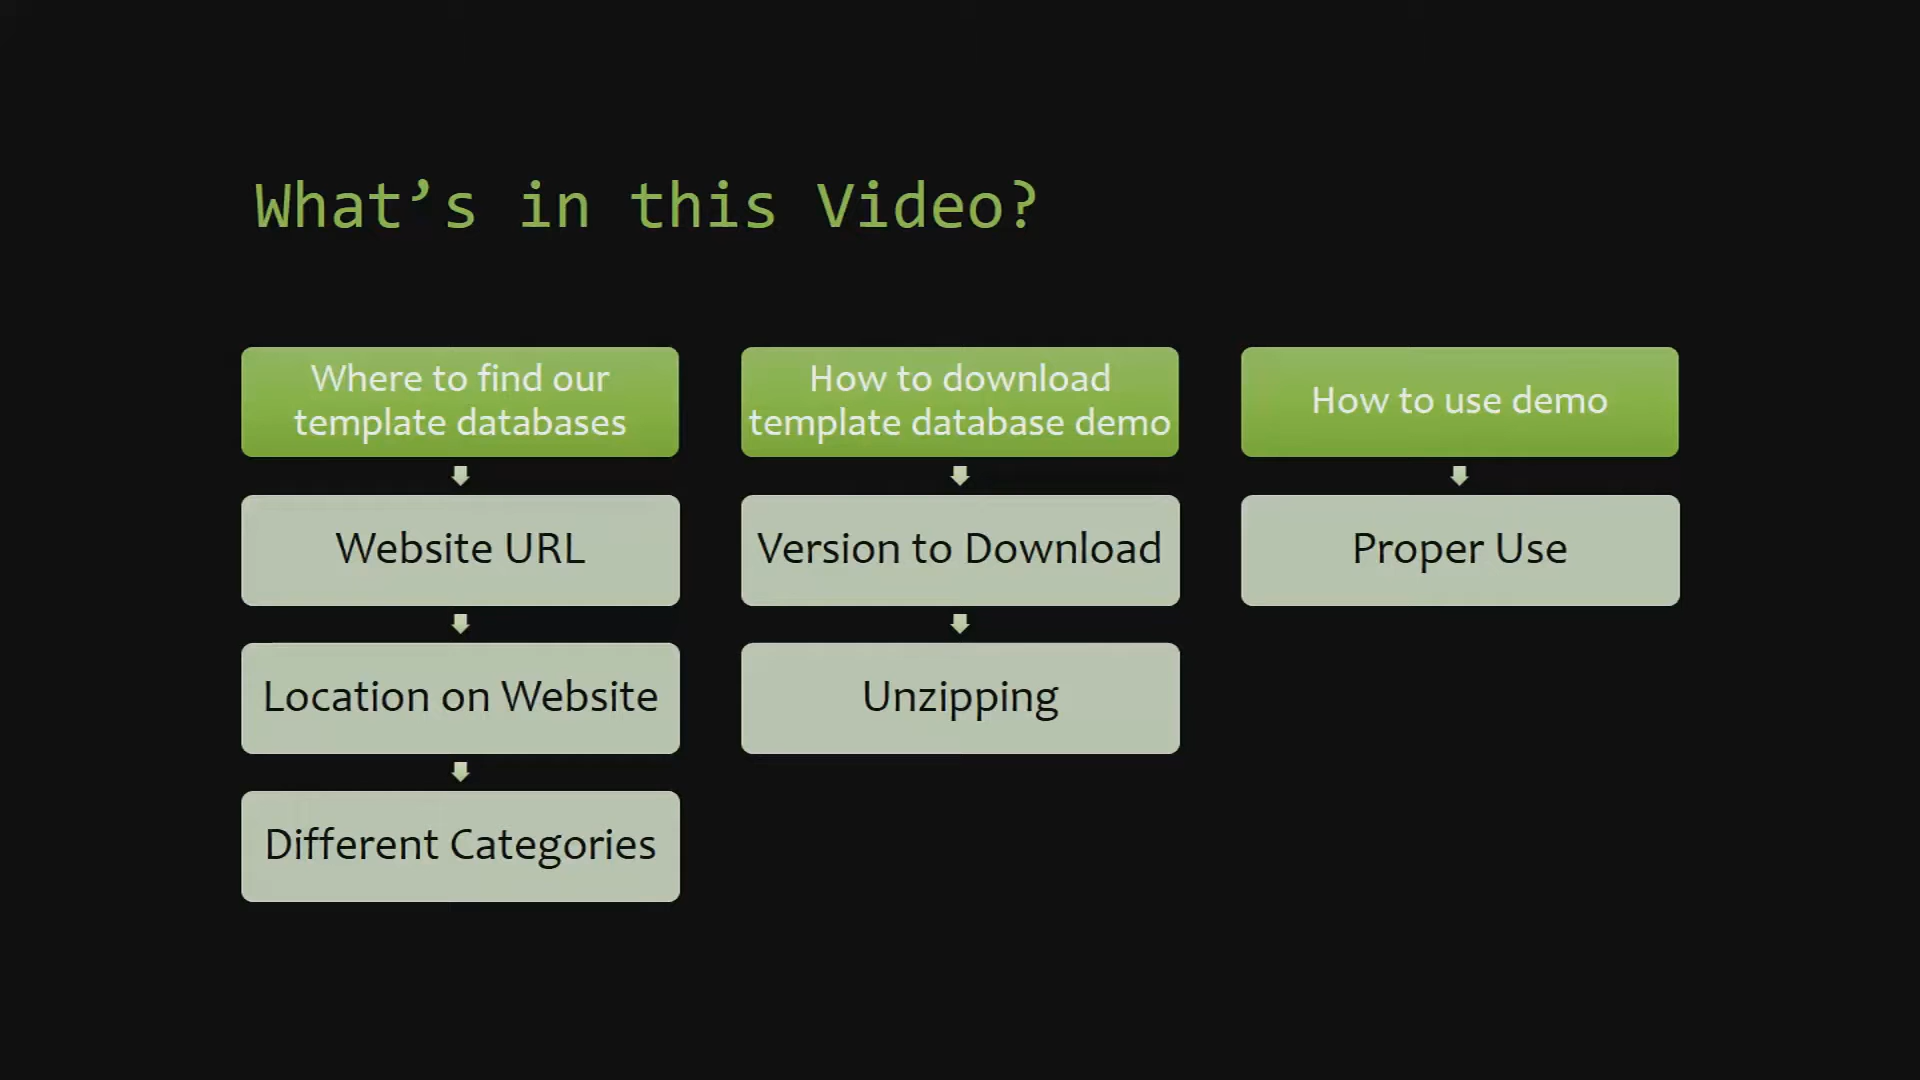 What’s in this Video?
Where to find our
template databases
Website URL
Location on Website
Different Categories
How to download
template database demo
Version to Download
Unzipping
How to use demo
Proper Use